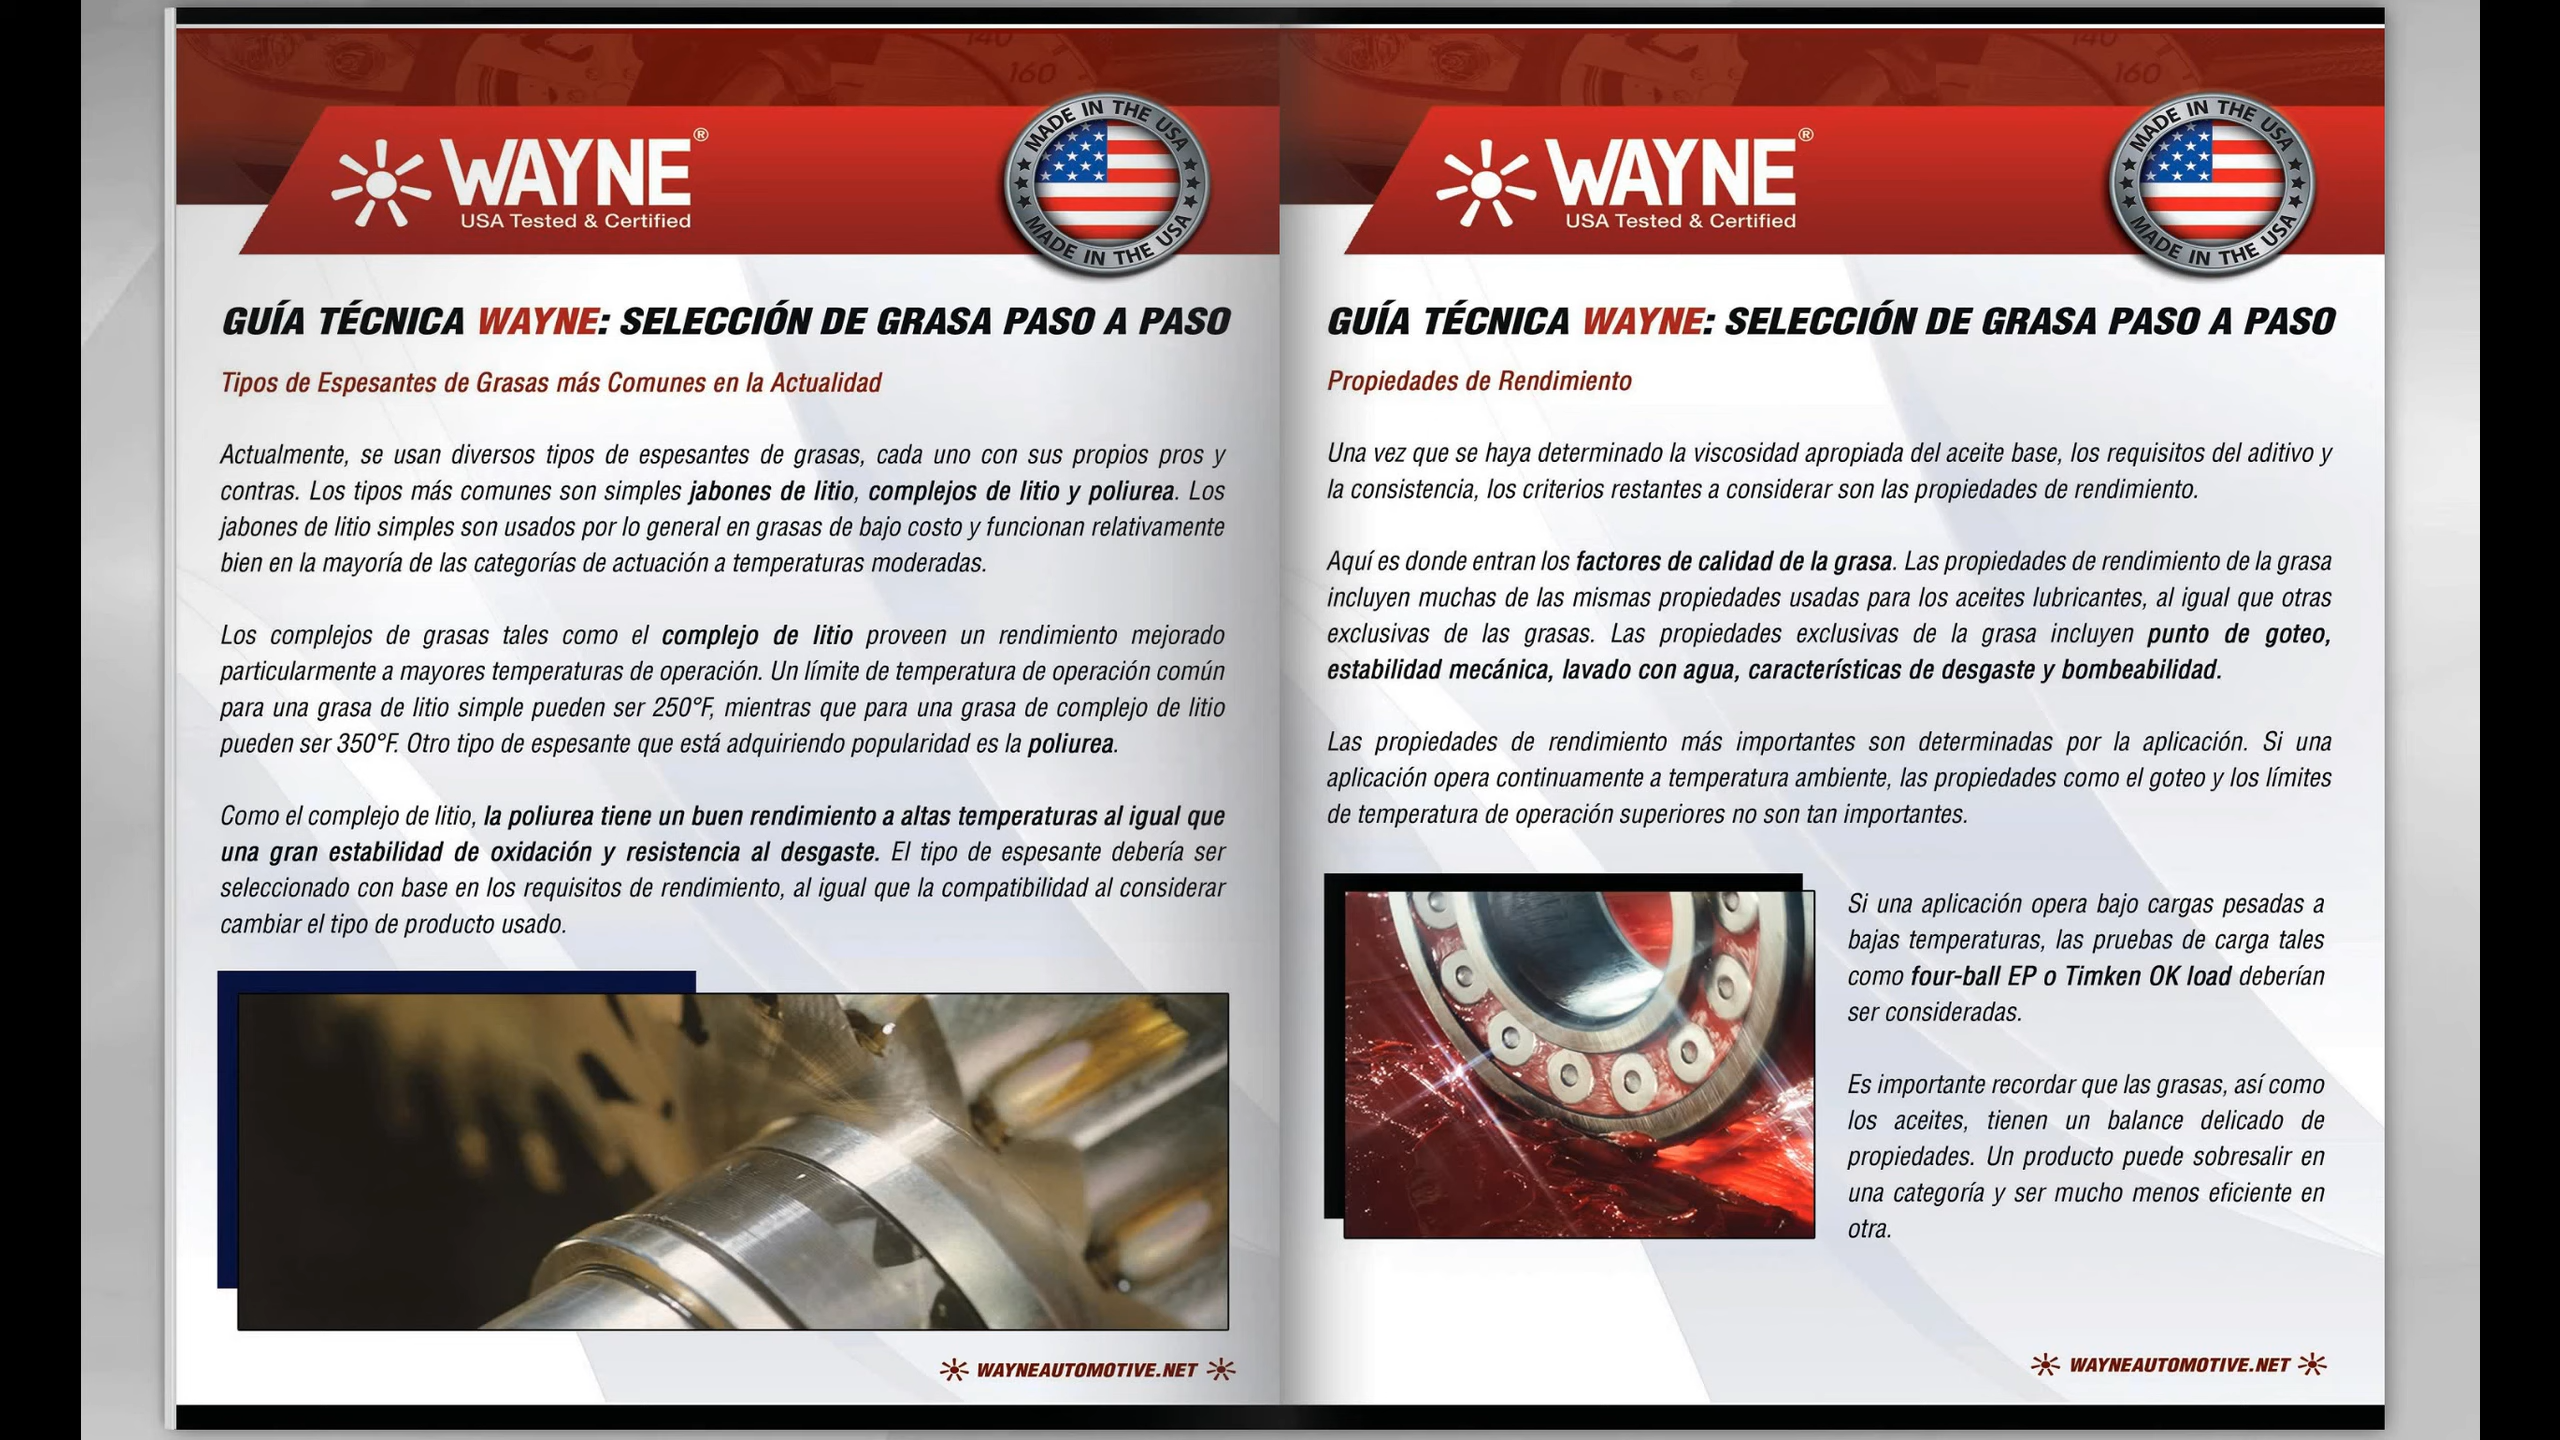 WAYNE®
USA Tested & Certified
MADE IN THE USA
MADE IN THE USA
GUÍA TÉCNICA WAYNE: SELECCIÓN DE GRASA PASO A PASO
Tipos de Espesantes de Grasas más Comunes en la Actualidad
Actualmente, se usan diversos tipos de espesantes de grasas, cada uno con sus propios pros y
contras. Los tipos más comunes son simples jabones de litio, complejos de litio y poliurea. Los
jabones de litio simples son usados por lo general en grasas de bajo costo y funcionan relativamente
bien en la mayoría de las categorías de actuación a temperaturas moderadas.
Los complejos de grasas tales como el complejo de litio proveen un rendimiento mejorado
particularmente a mayores temperaturas de operación. Un límite de temperatura de operación común
para una grasa de litio simple pueden ser 250°F, mientras que para una grasa de complejo de litio
pueden ser 350°F. Otro tipo de espesante que está adquiriendo popularidad es la poliurea.
Como el complejo de litio, la poliurea tiene un buen rendimiento a altas temperaturas al igual que
una gran estabilidad de oxidación y resistencia al desgaste. El tipo de espesante debería ser
seleccionado con base en los requisitos de rendimiento, al igual que la compatibilidad al considerar
cambiar el tipo de producto usado.
WAYNEAUTOMOTIVE.NET
140
160
WAYNE®
USA Tested & Certified
MADE IN THE USA
MADE IN THE USA
GUÍA TÉCNICA WAYNE: SELECCIÓN DE GRASA PASO A PASO
Propiedades de Rendimiento
Una vez que se haya determinado la viscosidad apropiada del aceite base, los requisitos del aditivo y
la consistencia, los criterios restantes a considerar son las propiedades de rendimiento.
Aquí es donde entran los factores de calidad de la grasa. Las propiedades de rendimiento de la grasa
incluyen muchas de las mismas propiedades usadas para los aceites lubricantes, al igual que otras
exclusivas de las grasas. Las propiedades exclusivas de la grasa incluyen punto de goteo,
estabilidad mecánica, lavado con agua, características de desgaste y bombeabilidad.
Las propiedades de rendimiento más importantes son determinadas por la aplicación. Si una
aplicación opera continuamente a temperatura ambiente, las propiedades como el goteo y los límites
de temperatura de operación superiores no son tan importantes.
Si una aplicación opera bajo cargas pesadas a
bajas temperaturas, las pruebas de carga tales
como four-ball EP o Timken OK load deberían
ser consideradas.
Es importante recordar que las grasas, así como
los aceites, tienen un balance delicado de
propiedades. Un producto puede sobresalir en
una categoría y ser mucho menos eficiente en
otra.
WAYNEAUTOMOTIVE.NET
140
160